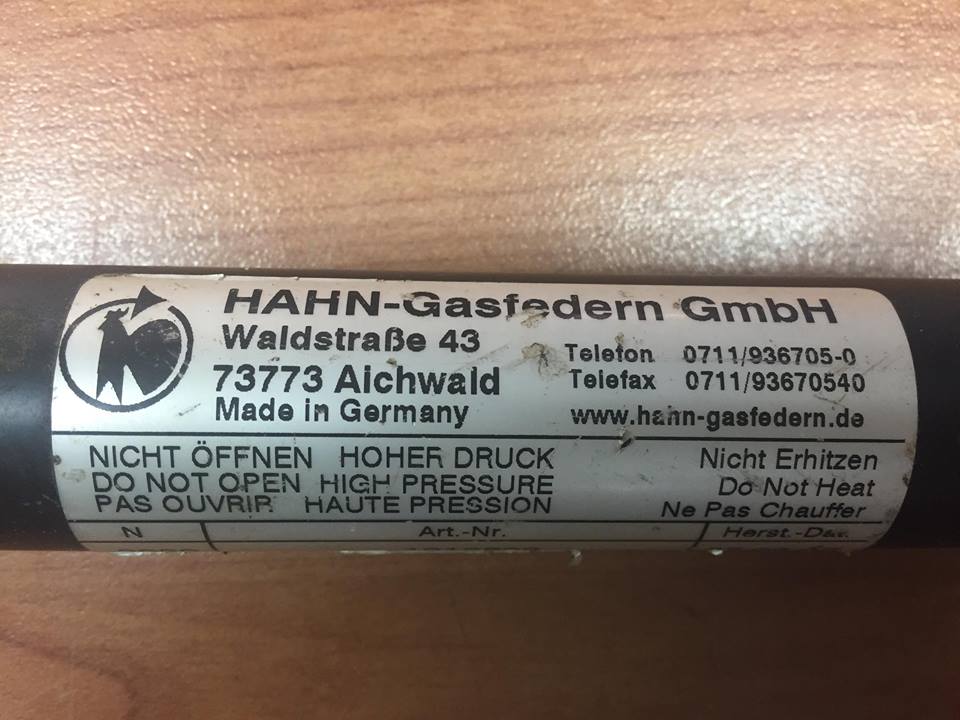 HAHN-Gasfedern GmbH
Waldstraße 43
73773 Aichwald
Made in Germany
Telefon 0711/936705-0
Telefax 0711/93670540
www.hahn-gasfedern.de
NICHT ÖFFNEN HOHER DRUCK
DO NOT OPEN HIGH PRESSURE
PAS OUVRIR HAUTE PRESSION
Nicht Erhitzen
Do Not Heat
Ne Pas Chauffer
N Art.-Nr. Herst.-Dat.